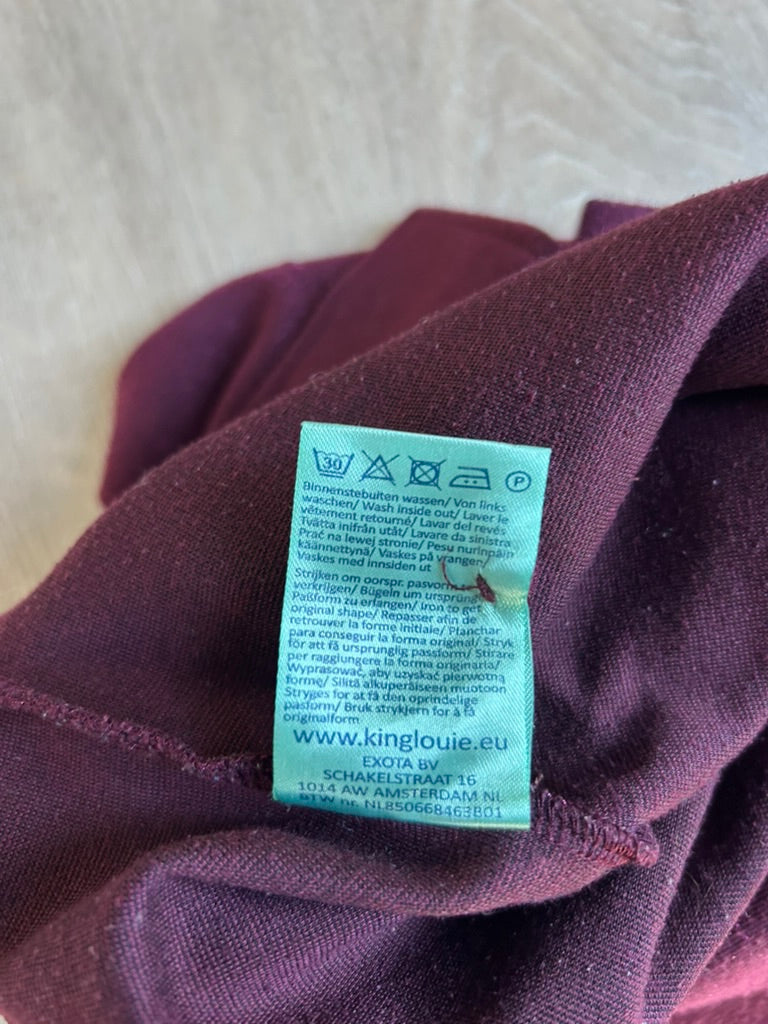 30 P
Binnenstebuiten wassen/ Von links
waschen/ Wash inside out/ Laver le
vêtement retourné/ Lavar del revés
Tvätta inifrån utåt/ Lavare da sinistra
Prać na lewej stronie/ Pesu nurinpäin
käännettynä/ Vaskes på vrangen/
Vaskes med innsiden ut
Strijken om oorspr. pasvorm
verkrijgen/ Bügeln um ursprüng
Paßform zu erfangen/ Iron to get
original shape/ Repasser afin de
retrouver la forme initiale/ Planchar
para conseguir la forma original/ Stryk
för att få ursprunglig passform/ Stirare
per raggiungere la forma originaria/
Wyprasować, aby uzyskać pierwotną
formę/ Silitä alkuperäiseen muotoon
Stryges for at få den oprindelige
pasform/ Bruk strykjern for å få
originalform
www.kinglouie.eu
EXOTA BV
SCHAKELSTRAAT 16
1014 AW AMSTERDAM NL
BTW nr. NL850668463B01